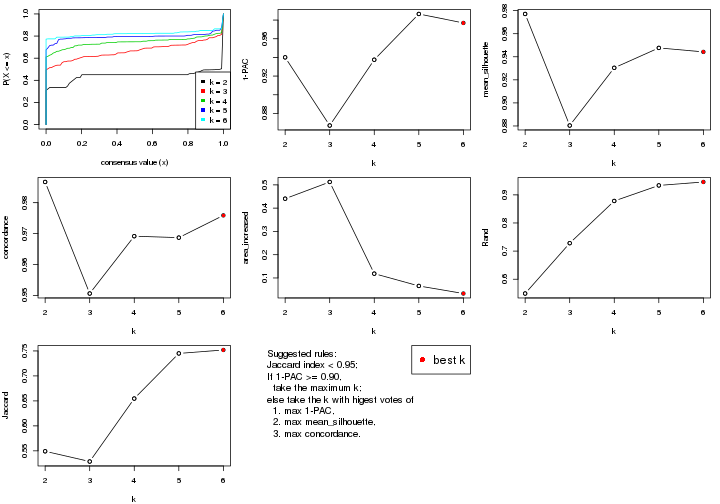 P(X <= x)
0.0 0.2 0.4 0.6 0.8 1.0
k = 2
k = 3
k = 4
k = 5
k = 6
0.0 0.2 0.4 0.6 0.8 1.0
consensus value (x)
1-PAC
0.88 0.92 0.96
2 3 4 5 6
k
mean_silhouette
0.88 0.90 0.92 0.94 0.96 0.98
2 3 4 5 6
k
concordance
0.95 0.96 0.97 0.98
2 3 4 5 6
k
area_increased
0.1 0.2 0.3 0.4 0.5
2 3 4 5 6
k
Rand
0.6 0.7 0.8 0.9
2 3 4 5 6
k
Jaccard
0.55 0.60 0.65 0.70 0.75
2 3 4 5 6
k
Suggested rules:
Jaccard index < 0.95;
If 1-PAC >= 0.90,
take the maximum k;
else take the k with higest votes of
1. max 1-PAC,
2. max mean_silhouette,
3. max concordance.
best k